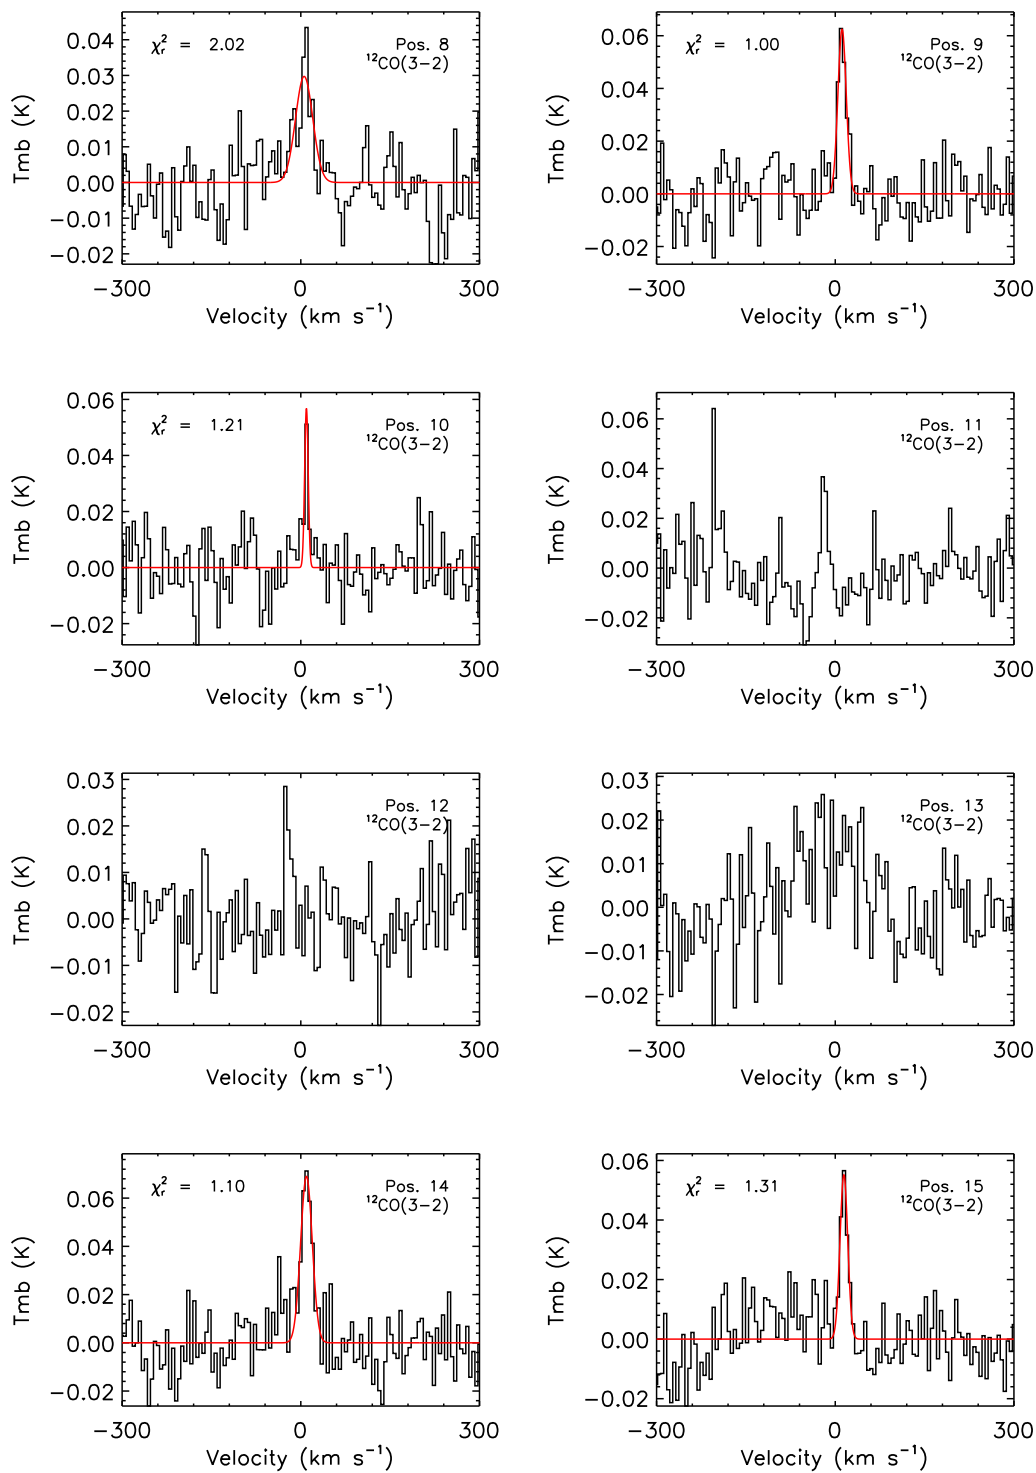 χr² = 2.02
Pos. 8
¹²CO(3−2)
Tmb (K)
0.04
0.03
0.02
0.01
0.00
−0.01
−0.02
−300 0 300
Velocity (km s⁻¹)
χr² = 1.00
Pos. 9
¹²CO(3−2)
Tmb (K)
0.06
0.04
0.02
0.00
−0.02
−300 0 300
Velocity (km s⁻¹)
χr² = 1.21
Pos. 10
¹²CO(3−2)
Tmb (K)
0.06
0.04
0.02
0.00
−0.02
−300 0 300
Velocity (km s⁻¹)
Pos. 11
¹²CO(3−2)
Tmb (K)
0.06
0.04
0.02
0.00
−0.02
−300 0 300
Velocity (km s⁻¹)
Pos. 12
¹²CO(3−2)
Tmb (K)
0.03
0.02
0.01
0.00
−0.01
−0.02
−300 0 300
Velocity (km s⁻¹)
Pos. 13
¹²CO(3−2)
Tmb (K)
0.03
0.02
0.01
0.00
−0.01
−0.02
−300 0 300
Velocity (km s⁻¹)
χr² = 1.10
Pos. 14
¹²CO(3−2)
Tmb (K)
0.06
0.04
0.02
0.00
−0.02
−300 0 300
Velocity (km s⁻¹)
χr² = 1.31
Pos. 15
¹²CO(3−2)
Tmb (K)
0.06
0.04
0.02
0.00
−0.02
−300 0 300
Velocity (km s⁻¹)